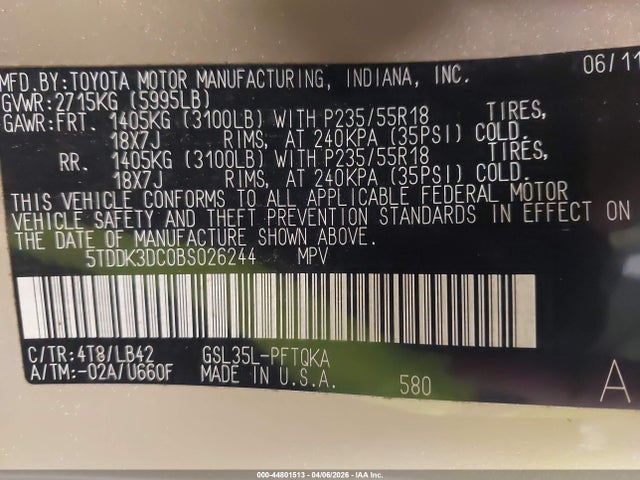 MFD. BY: TOYOTA MOTOR MANUFACTURING, INDIANA, INC. 06/11
GVWR: 2715KG (5995LB)
GAWR: FRT. 1405KG (3100LB) WITH P235/55R18 TIRES,
18X7J RIMS, AT 240KPA (35PSI) COLD.
RR. 1405KG (3100LB) WITH P235/55R18 TIRES,
18X7J RIMS, AT 240KPA (35PSI) COLD.
THIS VEHICLE CONFORMS TO ALL APPLICABLE FEDERAL MOTOR
VEHICLE SAFETY AND THEFT PREVENTION STANDARDS IN EFFECT ON
THE DATE OF MANUFACTURE SHOWN ABOVE.
5TDDK3DC0BS026244 MPV
C/TR: 4T8/LB42 GSL35L-PFTQKA
A/TM: -02A/U660F MADE IN U.S.A. 580 A
000-44801513 - 04/06/2026 - IAA Inc.